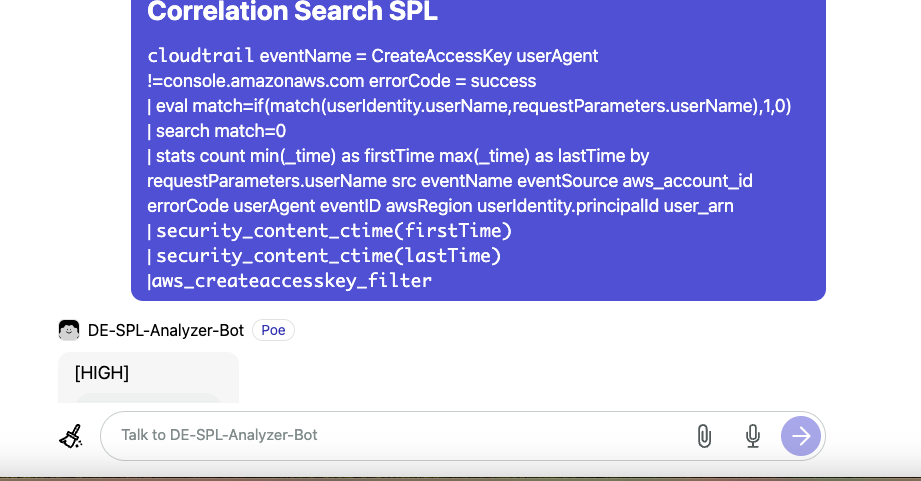 Correlation Search SPL
cloudtrail eventName = CreateAccessKey userAgent
!=console.amazonaws.com errorCode = success
| eval match=if(match(userIdentity.userName,requestParameters.userName),1,0)
| search match=0
| stats count min(_time) as firstTime max(_time) as lastTime by
requestParameters.userName src eventName eventSource aws_account_id
errorCode userAgent eventID awsRegion userIdentity.principalId user_arn
| security_content_ctime(firstTime)
| security_content_ctime(lastTime)
|aws_createaccesskey_filter
DE-SPL-Analyzer-Bot Poe
[HIGH]
Talk to DE-SPL-Analyzer-Bot